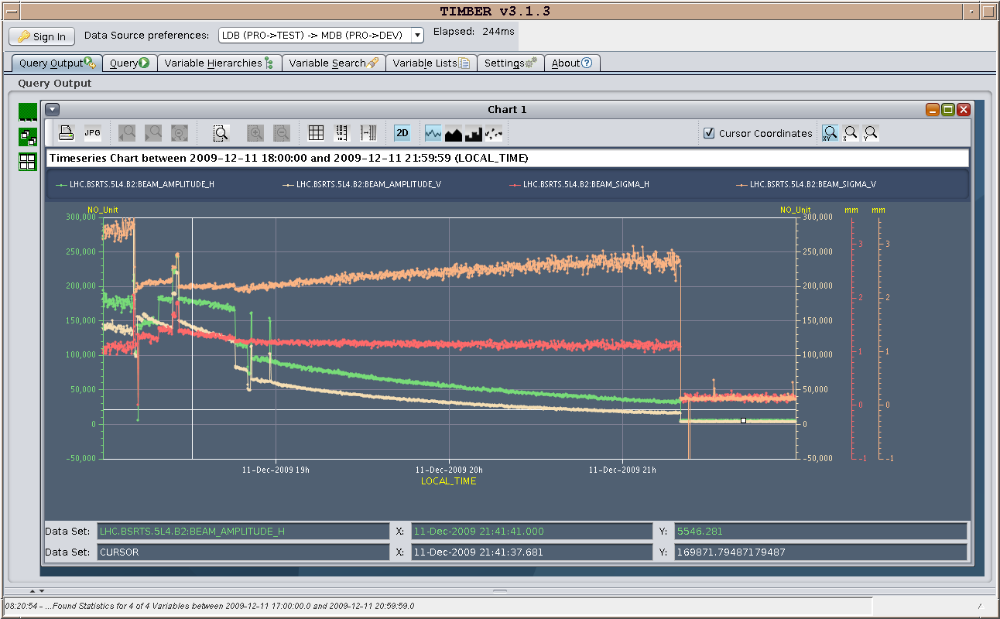 TIMBER v3.1.3
Sign In Data Source preferences: LDB (PRO->TEST) -> MDB (PRO->DEV) Elapsed: 244ms
Query Output Query Variable Hierarchies Variable Search Variable Lists Settings About
Query Output
Chart 1
JPG 2D Cursor Coordinates XY X Y
Timeseries Chart between 2009-12-11 18:00:00 and 2009-12-11 21:59:59 (LOCAL_TIME)
LHC.BSRTS.5L4.B2:BEAM_AMPLITUDE_H LHC.BSRTS.5L4.B2:BEAM_AMPLITUDE_V LHC.BSRTS.5L4.B2:BEAM_SIGMA_H LHC.BSRTS.5L4.B2:BEAM_SIGMA_V
NO_Unit NO_Unit mm mm
300,000 300,000
3 3
250,000 250,000
200,000 200,000
2 2
150,000 150,000
100,000 100,000
1 1
50,000 50,000
0 0
0 0
-50,000 -50,000 -1 -1
11-Dec-2009 19h 11-Dec-2009 20h 11-Dec-2009 21h
LOCAL_TIME
Data Set: LHC.BSRTS.5L4.B2:BEAM_AMPLITUDE_H X: 11-Dec-2009 21:41:41.000 Y: 5546.281
Data Set: CURSOR X: 11-Dec-2009 21:41:37.681 Y: 169871.79487179487
08:20:54 - ...Found Statistics for 4 of 4 Variables between 2009-12-11 17:00:00.0 and 2009-12-11 20:59:59.0 /